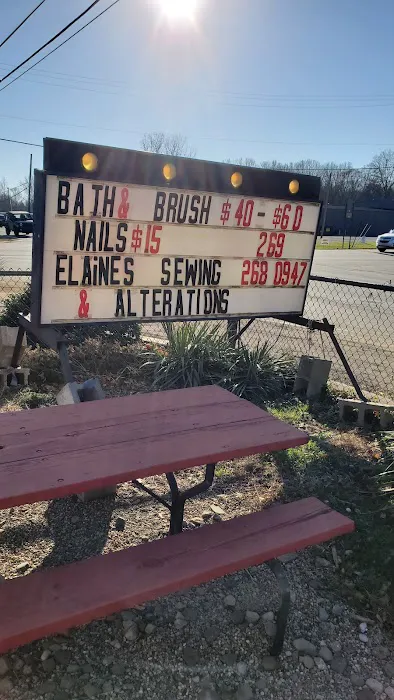 BATH & BRUSH $40 - $60
NAILS $15 269
ELAINES SEWING 268 0947
& ALTERATIONS